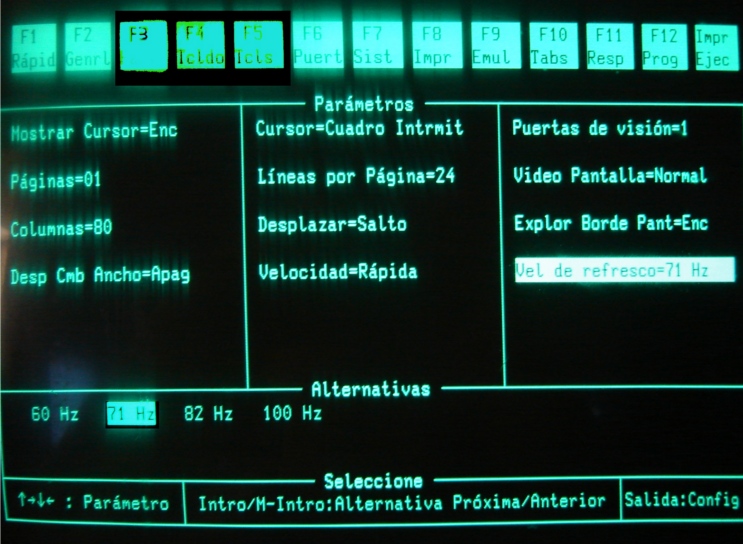 F1 F2 F3 F4 F5 F6 F7 F8 F9 F10 F11 F12 Impr
Rápid Genrl Tcldo Tcls Puert Sist Impr Emul Tabs Resp Prog Ejec
Parámetros
Mostrar Cursor=Enc Cursor=Cuadro Intrmit Puertas de visión=1
Páginas=01 Líneas por Página=24 Video Pantalla=Normal
Columnas=80 Desplazar=Salto Explor Borde Pant=Enc
Desp Cmb Ancho=Apag Velocidad=Rápida Vel de refresco=71 Hz
Alternativas
60 Hz 71 Hz 82 Hz 100 Hz
Seleccione
↑→↓← : Parámetro Intro/M-Intro:Alternativa Próxima/Anterior Salida:Config